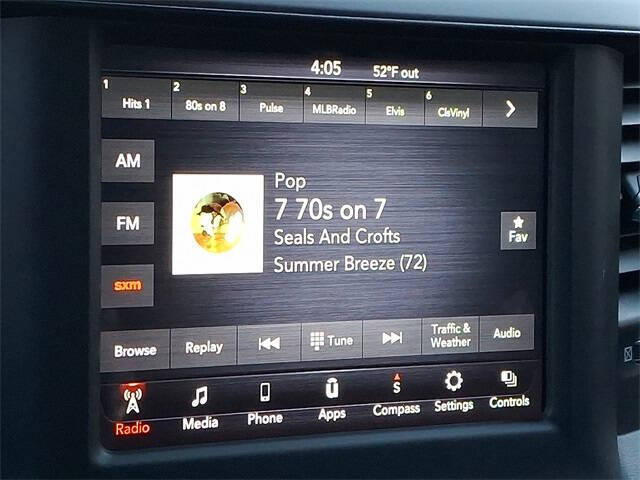 4:05 52°F out
1 Hits 1 2 80s on 8 3 Pulse 4 MLBRadio 5 Elvis 6 ClsVinyl
AM
FM
sxm
Pop
7 70s on 7
Seals And Crofts
Summer Breeze (72)
Fav
Browse Replay Tune Traffic & Weather Audio
Radio Media Phone Apps S Compass Settings Controls